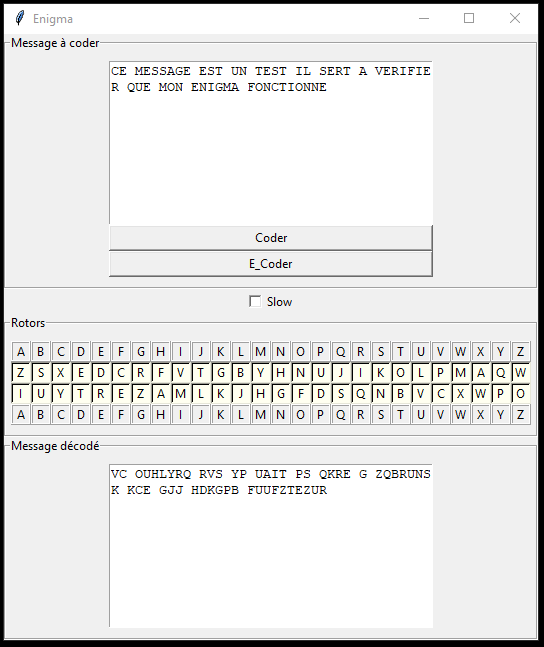 Enigma
Message à coder
CE MESSAGE EST UN TEST IL SERT A VERIFIE
R QUE MON ENIGMA FONCTIONNE
Coder
E_Coder
Slow
Rotors
A B C D E F G H I J K L M N O P Q R S T U V W X Y Z
Z S X E D C R F V T G B Y H N U J I K O L P M A Q W
I U Y T R E Z A M L K J H G F D S Q N B V C X W P O
A B C D E F G H I J K L M N O P Q R S T U V W X Y Z
Message décodé
VC OUHLYRQ RVS YP UAIT PS QKRE G ZQBRUNS
K KCE GJJ HDKGPB FUUFZTEZUR